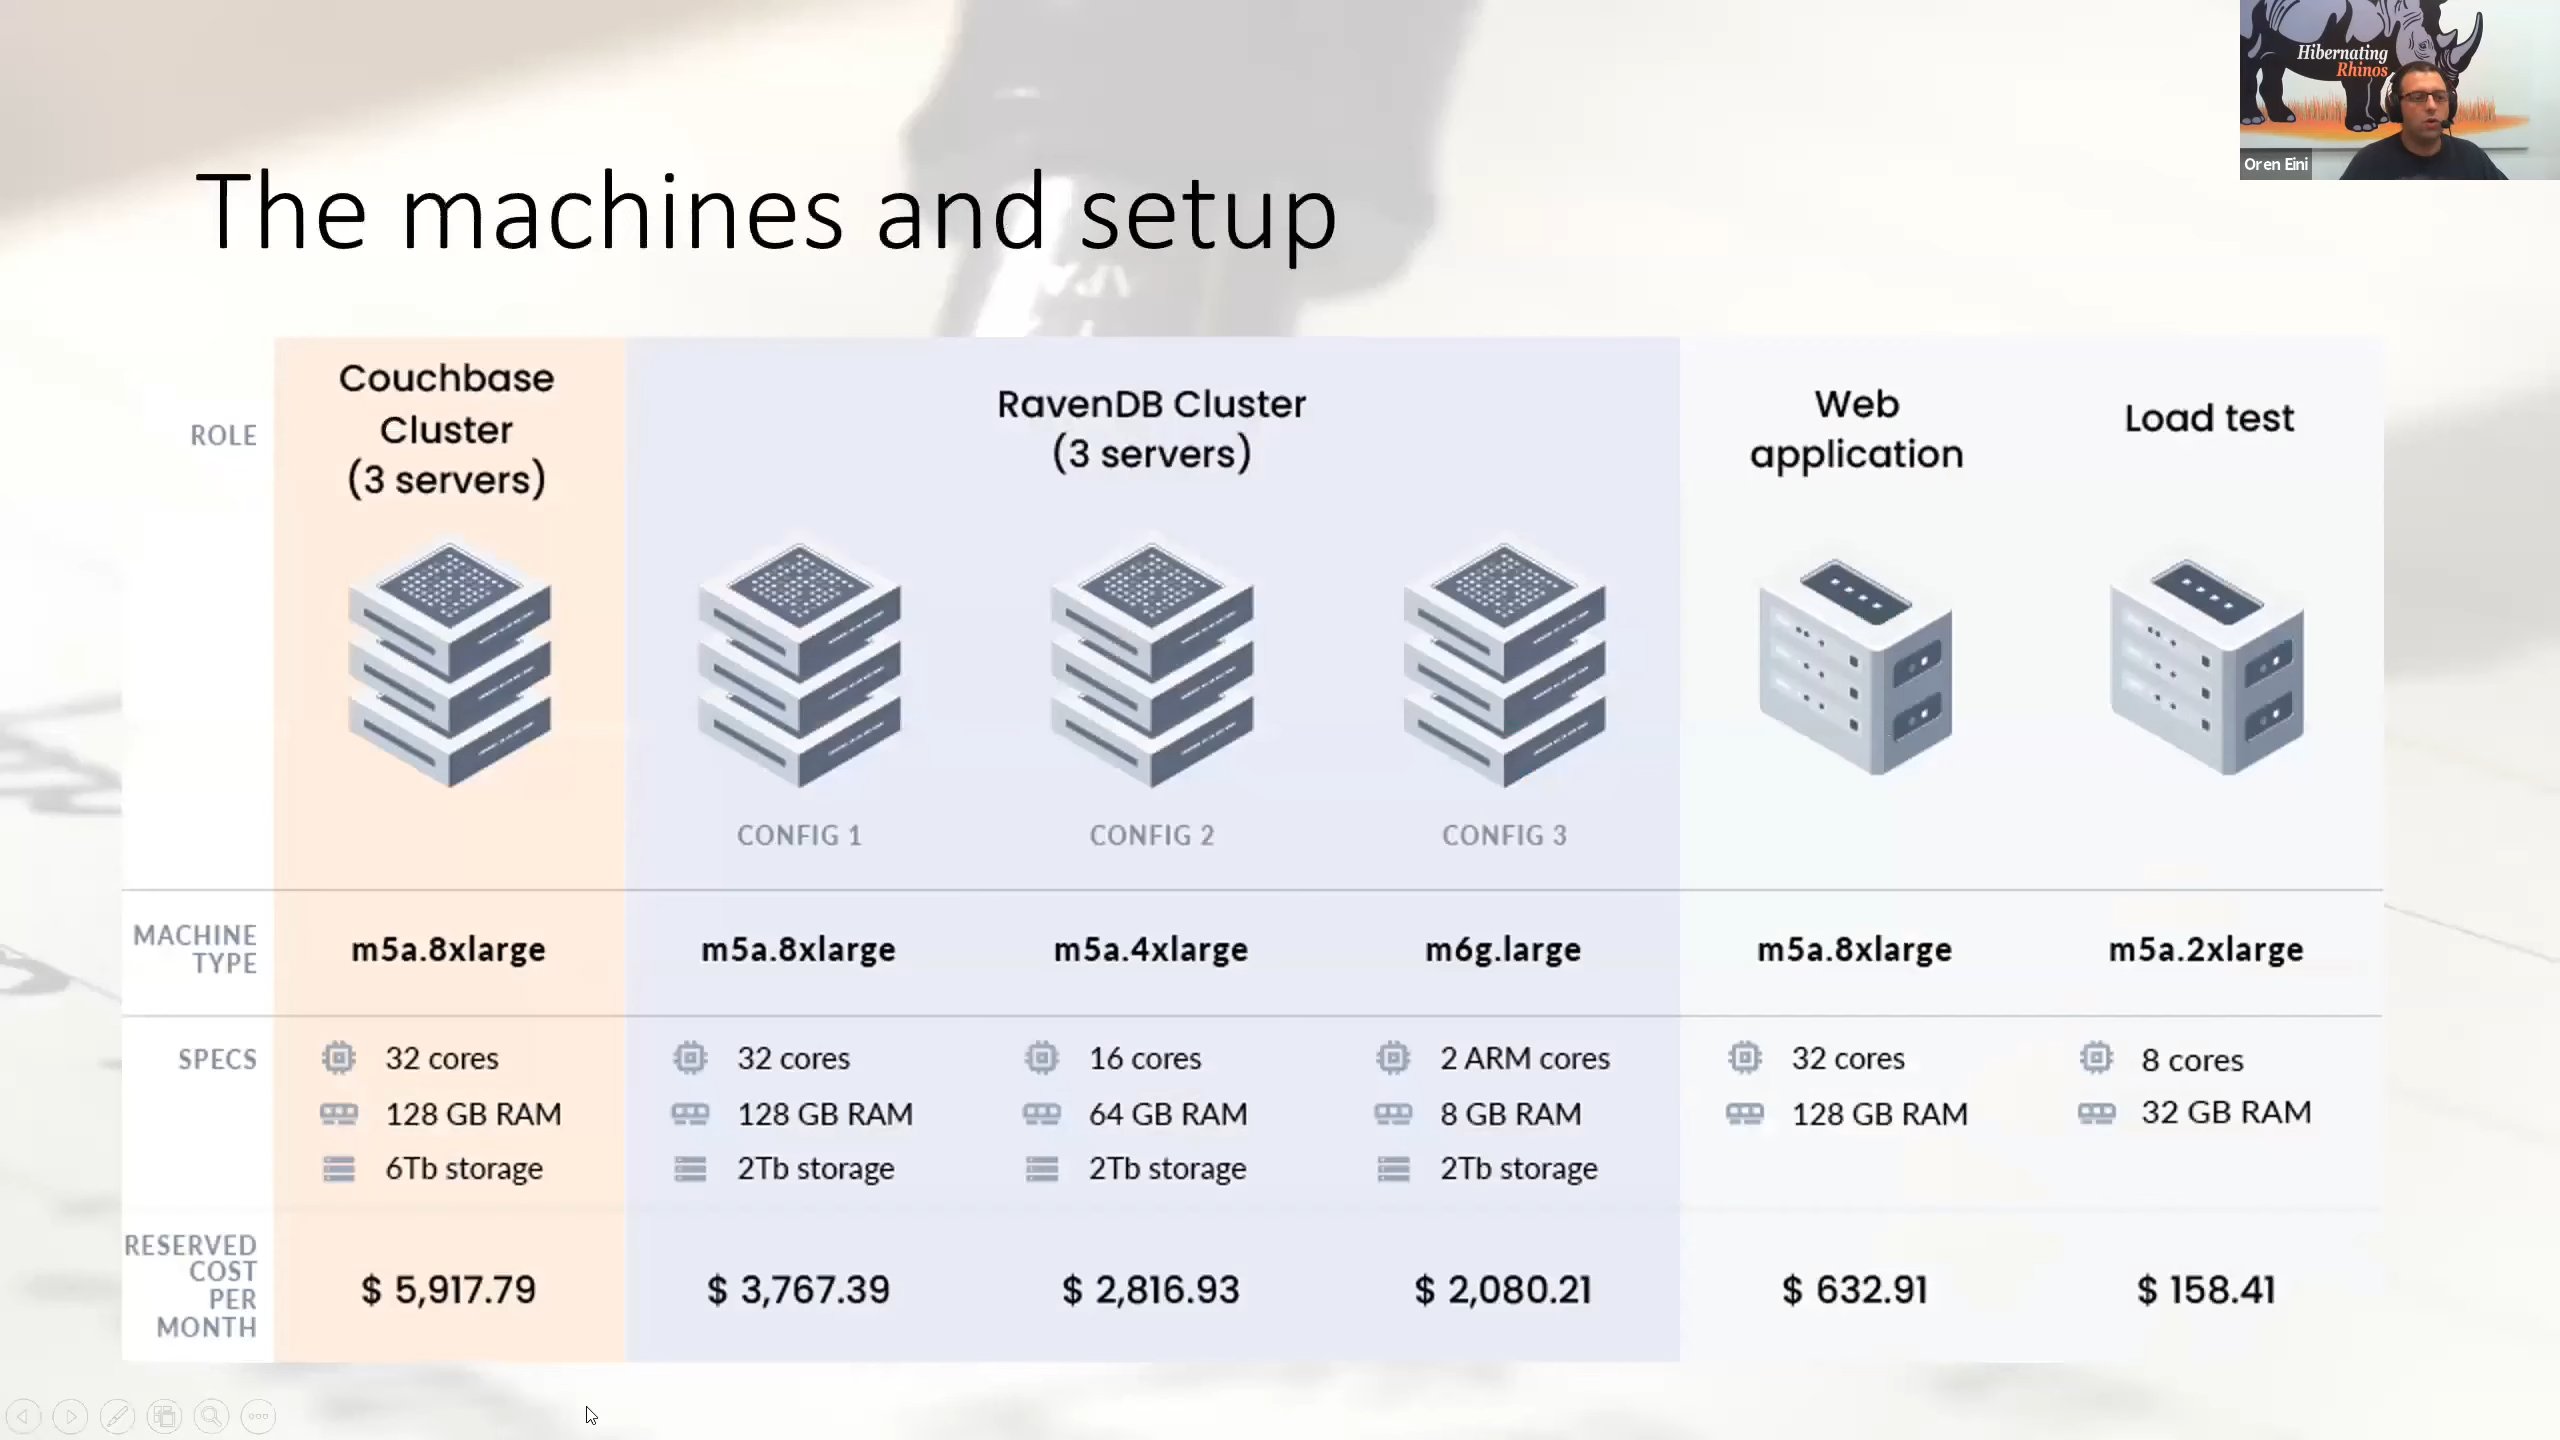 Hibernating
Rhinos
Oren Eini
The machines and setup
ROLE
Couchbase
Cluster
(3 servers)
RavenDB Cluster
(3 servers)
Web
application
Load test
CONFIG 1
CONFIG 2
CONFIG 3
MACHINE
TYPE
m5a.8xlarge
m5a.8xlarge
m5a.4xlarge
m6g.large
m5a.8xlarge
m5a.2xlarge
SPECS
32 cores
128 GB RAM
6Tb storage
32 cores
128 GB RAM
2Tb storage
16 cores
64 GB RAM
2Tb storage
2 ARM cores
8 GB RAM
2Tb storage
32 cores
128 GB RAM
8 cores
32 GB RAM
RESERVED
COST
PER
MONTH
$ 5,917.79
$ 3,767.39
$ 2,816.93
$ 2,080.21
$ 632.91
$ 158.41